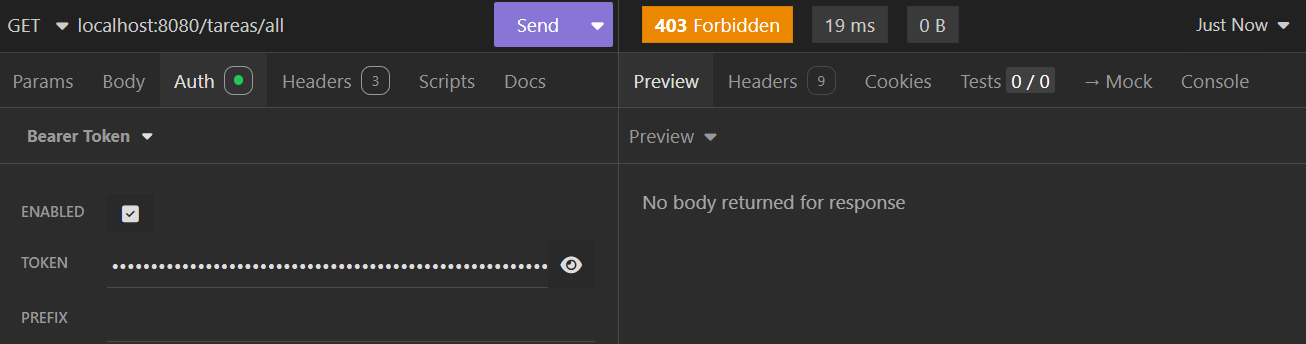 GET localhost:8080/tareas/all Send 403 Forbidden 19 ms 0 B Just Now
Params Body Auth Headers 3 Scripts Docs Preview Headers 9 Cookies Tests 0 / 0 → Mock Console
Bearer Token Preview
ENABLED No body returned for response
TOKEN ••••••••••••••••••••••••••••••••••••••••••••••••••••••••
PREFIX